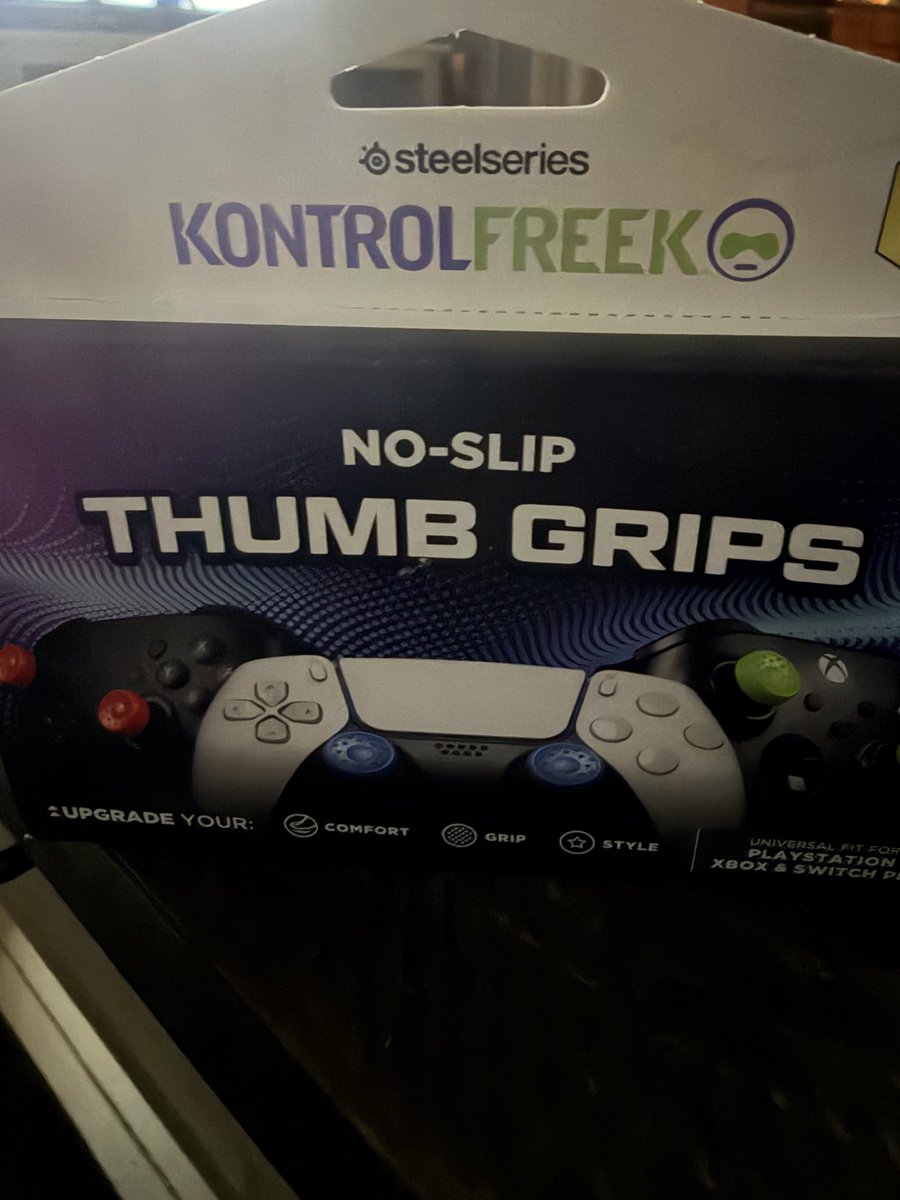 steelseries
KONTROLFREEK
NO-SLIP
THUMB GRIPS
UPGRADE YOUR:
COMFORT
GRIP
STYLE
UNIVERSAL FIT FOR
PLAYSTATION
XBOX & SWITCH